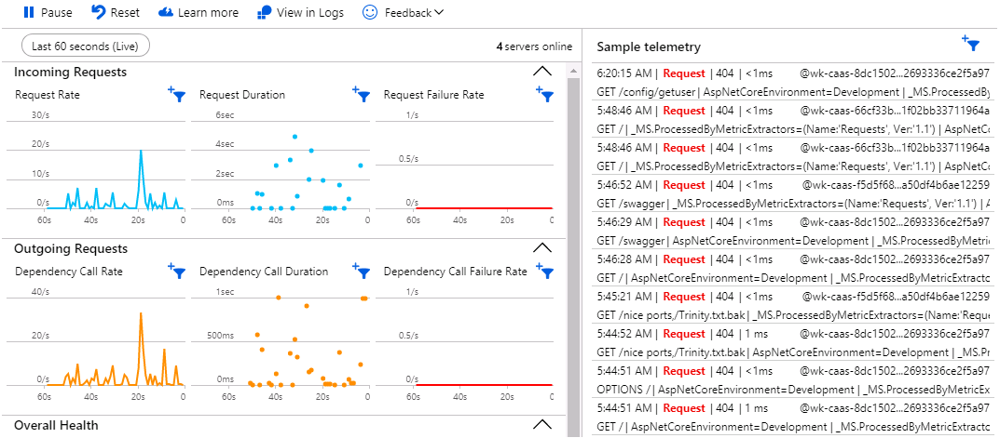 Pause Reset Learn more View in Logs Feedback
Last 60 seconds (Live) 4 servers online
Incoming Requests
Request Rate Request Duration Request Failure Rate
30/s 6sec 1/s
20/s 4sec
0.5/s
10/s 2sec
0/s 0ms 0/s
60s 40s 20s 0 60s 40s 20s 0 60s 40s 20s 0
Outgoing Requests
Dependency Call Rate Dependency Call Duration Dependency Call Failure Rate
40/s 1sec 1/s
20/s 500ms 0.5/s
0/s 0ms 0/s
60s 40s 20s 0 60s 40s 20s 0 60s 40s 20s 0
Overall Health
Sample telemetry
6:20:15 AM | Request | 404 | <1ms @wk-caas-8dc1502...2693336ce2f5a97
GET /config/getuser | AspNetCoreEnvironment=Development | _MS.ProcessedBy
5:48:46 AM | Request | 404 | <1ms @wk-caas-66cf33b...1f02bb33711964a
GET / | _MS.ProcessedByMetricExtractors=(Name:'Requests', Ver:'1.1') | AspNetC
5:48:46 AM | Request | 404 | <1ms @wk-caas-66cf33b...1f02bb33711964a
GET / | _MS.ProcessedByMetricExtractors=(Name:'Requests', Ver:'1.1') | AspNetCo
5:46:52 AM | Request | 404 | <1ms @wk-caas-f5d5f68...a50df4b6ae12259
GET /swagger | _MS.ProcessedByMetricExtractors=(Name:'Requests', Ver:'1.1') | A
5:46:29 AM | Request | 404 | <1ms @wk-caas-8dc1502...2693336ce2f5a97
GET /swagger | AspNetCoreEnvironment=Development | _MS.ProcessedByMetric
5:46:28 AM | Request | 404 | <1ms @wk-caas-8dc1502...2693336ce2f5a97
GET / | AspNetCoreEnvironment=Development | _MS.ProcessedByMetricExtracto
5:45:21 AM | Request | 404 | <1ms @wk-caas-f5d5f68...a50df4b6ae12259
GET /nice ports,/Trinity.txt.bak | _MS.ProcessedByMetricExtractors=(Name:'Reque
5:44:52 AM | Request | 404 | 1 ms @wk-caas-8dc1502...2693336ce2f5a97
GET /nice ports,/Trinity.txt.bak | AspNetCoreEnvironment=Development | _MS.Pr
5:44:51 AM | Request | 404 | <1ms @wk-caas-8dc1502...2693336ce2f5a97
OPTIONS / | AspNetCoreEnvironment=Development | _MS.ProcessedByMetricEx
5:44:51 AM | Request | 404 | 1 ms @wk-caas-8dc1502...2693336ce2f5a97
GET / | AspNetCoreEnvironment=Development | _MS.ProcessedByMetricExtracto